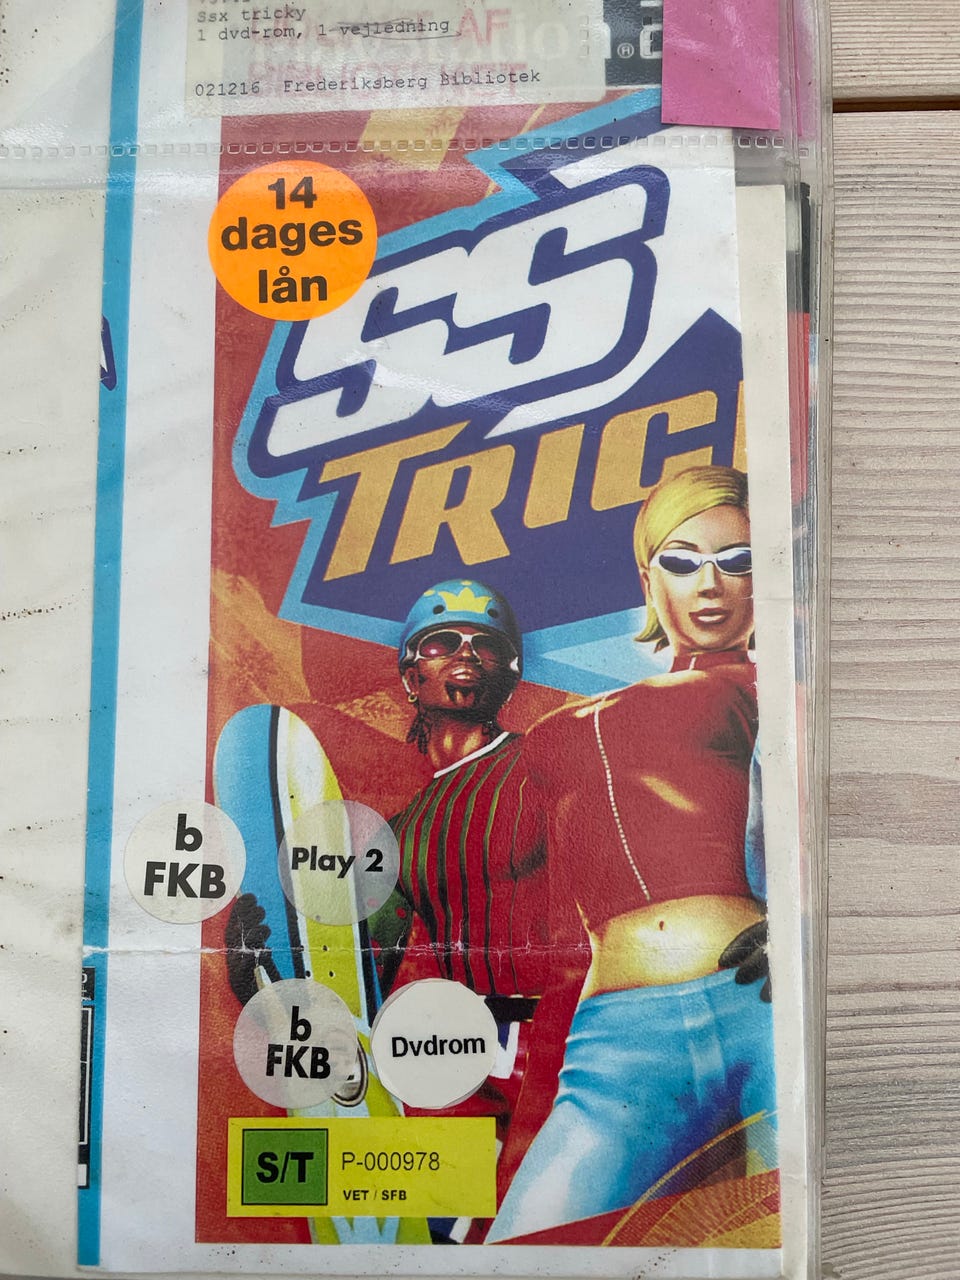 Ssx tricky
1 dvd-rom, 1 vejledning
021216 Frederiksberg Bibliotek
®
14
dages
lån
SSX
TRIC
b
FKB
Play 2
b
FKB
Dvdrom
S/T
P-000978
VET / SFB